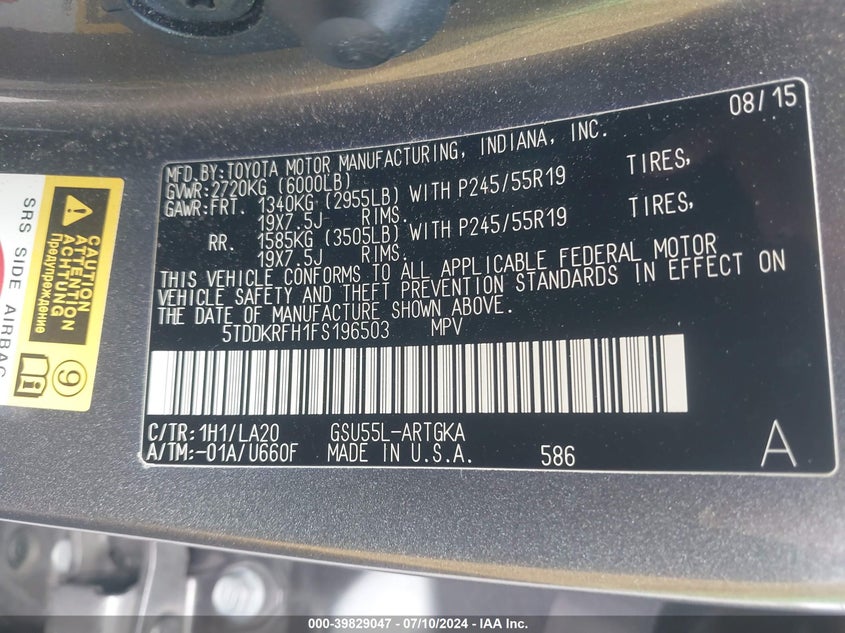 08/15
MFD.BY:TOYOTA MOTOR MANUFACTURING, INDIANA, INC.
GVWR:2720KG (6000LB)
GAWR:FRT. 1340KG (2955LB) WITH P245/55R19 TIRES,
19X7.5J RIMS.
RR. 1585KG (3505LB) WITH P245/55R19 TIRES,
19X7.5J RIMS.
THIS VEHICLE CONFORMS TO ALL APPLICABLE FEDERAL MOTOR
VEHICLE SAFETY AND THEFT PREVENTION STANDARDS IN EFFECT ON
THE DATE OF MANUFACTURE SHOWN ABOVE.
5TDDKRFH1FS196503 MPV
C/TR:1H1/LA20 GSU55L-ARTGKA
A/TM:-01A/U660F MADE IN U.S.A. 586 A
SRS SIDE AIRBAG
CAUTION
ATTENTION
ACHTUNG
Предупреждение
9
000-39829047 - 07/10/2024 - IAA Inc.